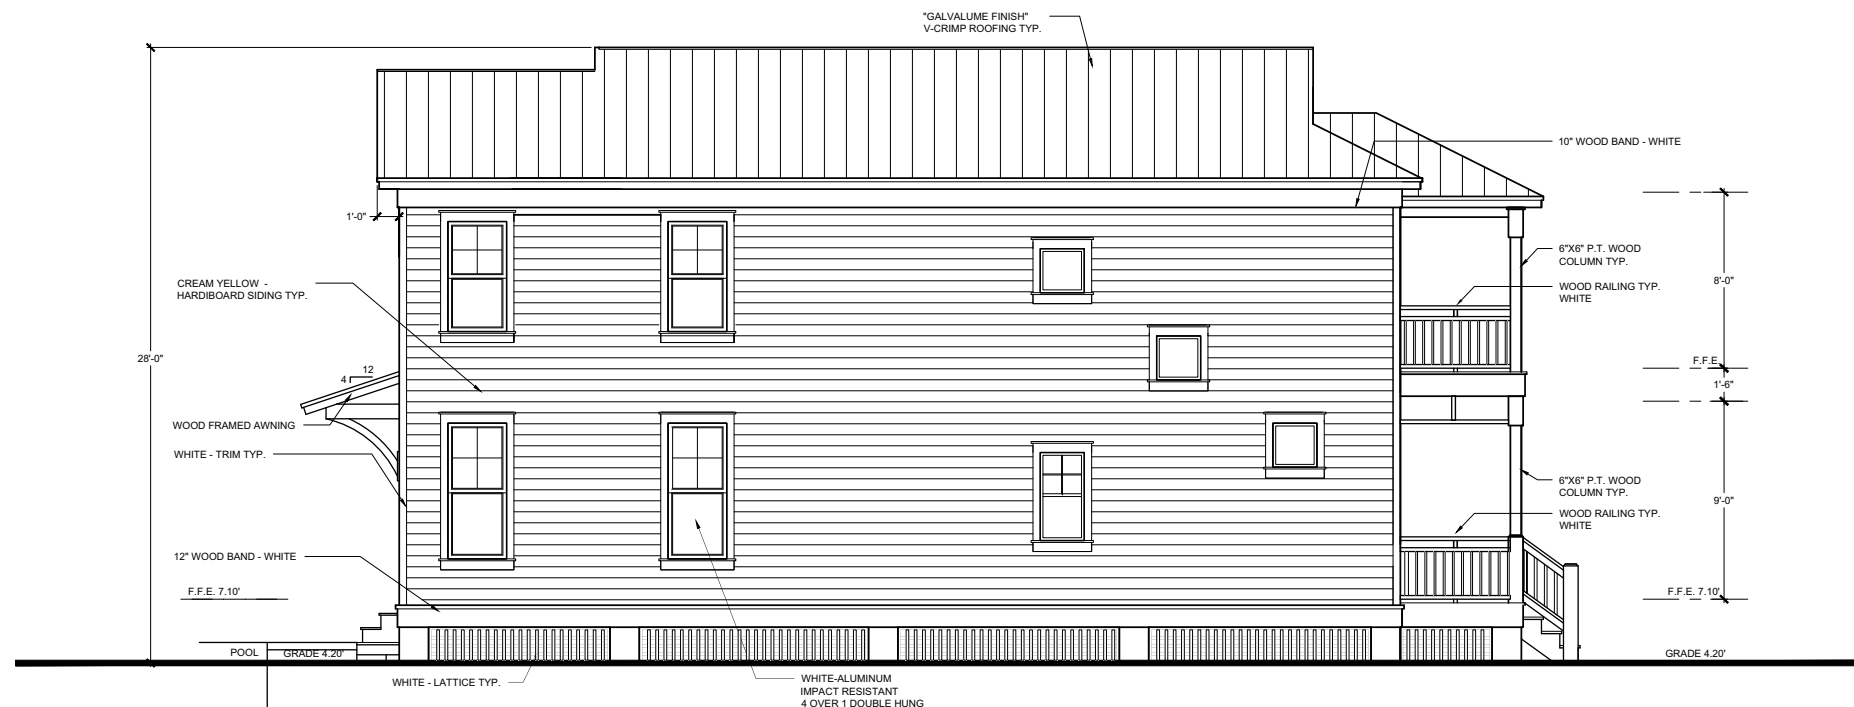 "GALVALUME FINISH"
V-CRIMP ROOFING TYP.
10" WOOD BAND - WHITE
1'-0"
6"X6" P.T. WOOD
COLUMN TYP.
CREAM YELLOW -
HARDIBOARD SIDING TYP.
8'-0"
WOOD RAILING TYP.
WHITE
28'-0"
F.F.E.
12
4
1'-6"
WOOD FRAMED AWNING
WHITE - TRIM TYP.
6"X6" P.T. WOOD
COLUMN TYP.
9'-0"
WOOD RAILING TYP.
WHITE
12" WOOD BAND - WHITE
F.F.E. 7.10'
F.F.E. 7.10'
POOL
GRADE 4.20'
GRADE 4.20'
WHITE - LATTICE TYP.
WHITE-ALUMINUM
IMPACT RESISTANT
4 OVER 1 DOUBLE HUNG